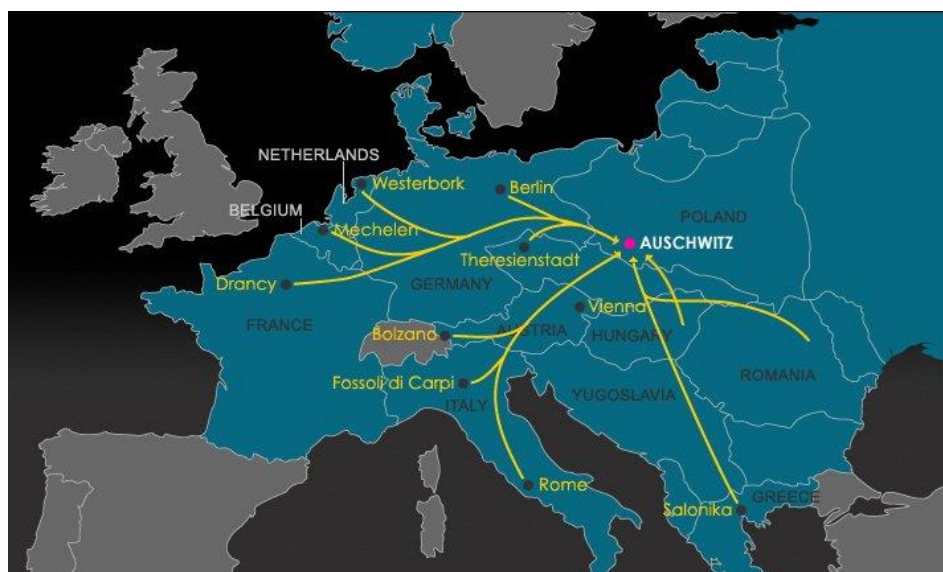 NETHERLANDS
Westerbork
Berlin
BELGIUM
Mechelen
POLAND
AUSCHWITZ
Theresienstadt
Drancy
GERMANY
Vienna
FRANCE
Bolzano
AUSTRIA
HUNGARY
Fossoli di Carpi
ROMANIA
YUGOSLAVIA
ITALY
Rome
GREECE
Salonika